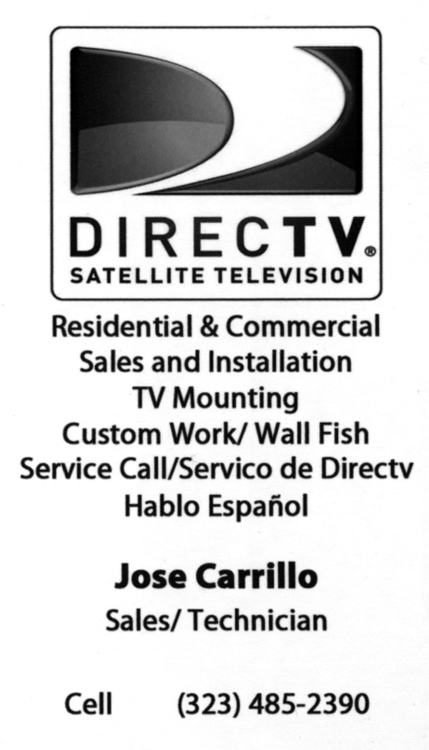 DIRECTV®
SATELLITE TELEVISION
Residential & Commercial
Sales and Installation
TV Mounting
Custom Work/ Wall Fish
Service Call/Servico de Directv
Hablo Español
Jose Carrillo
Sales/ Technician
Cell (323) 485-2390